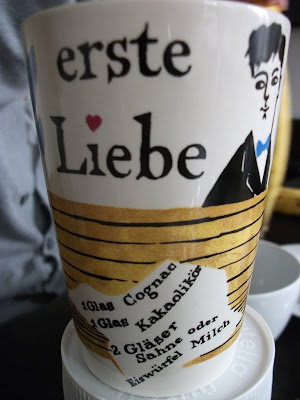 erste
Liebe
1 Glas Cognac
1 Glas Kakaolikör
2 Gläser
Sahne oder
Eiswürfel Milch